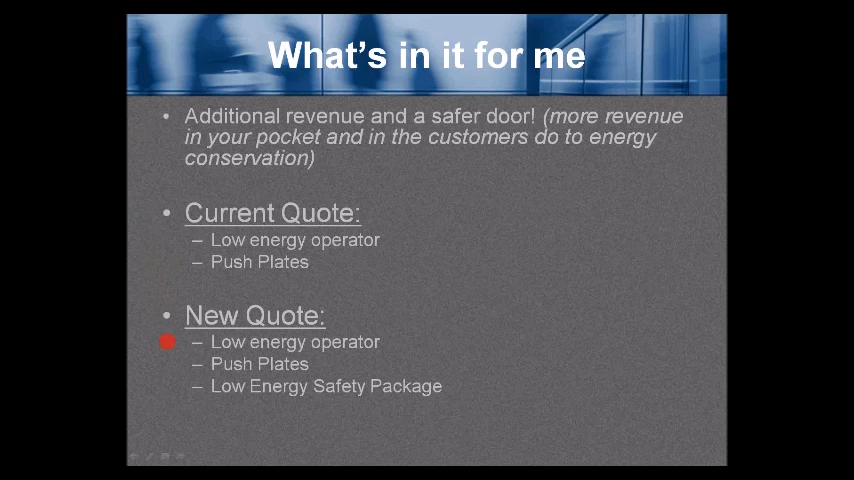 What's in it for me
• Additional revenue and a safer door! (more revenue
in your pocket and in the customers do to energy
conservation)
• Current Quote:
– Low energy operator
– Push Plates
• New Quote:
– Low energy operator
– Push Plates
– Low Energy Safety Package